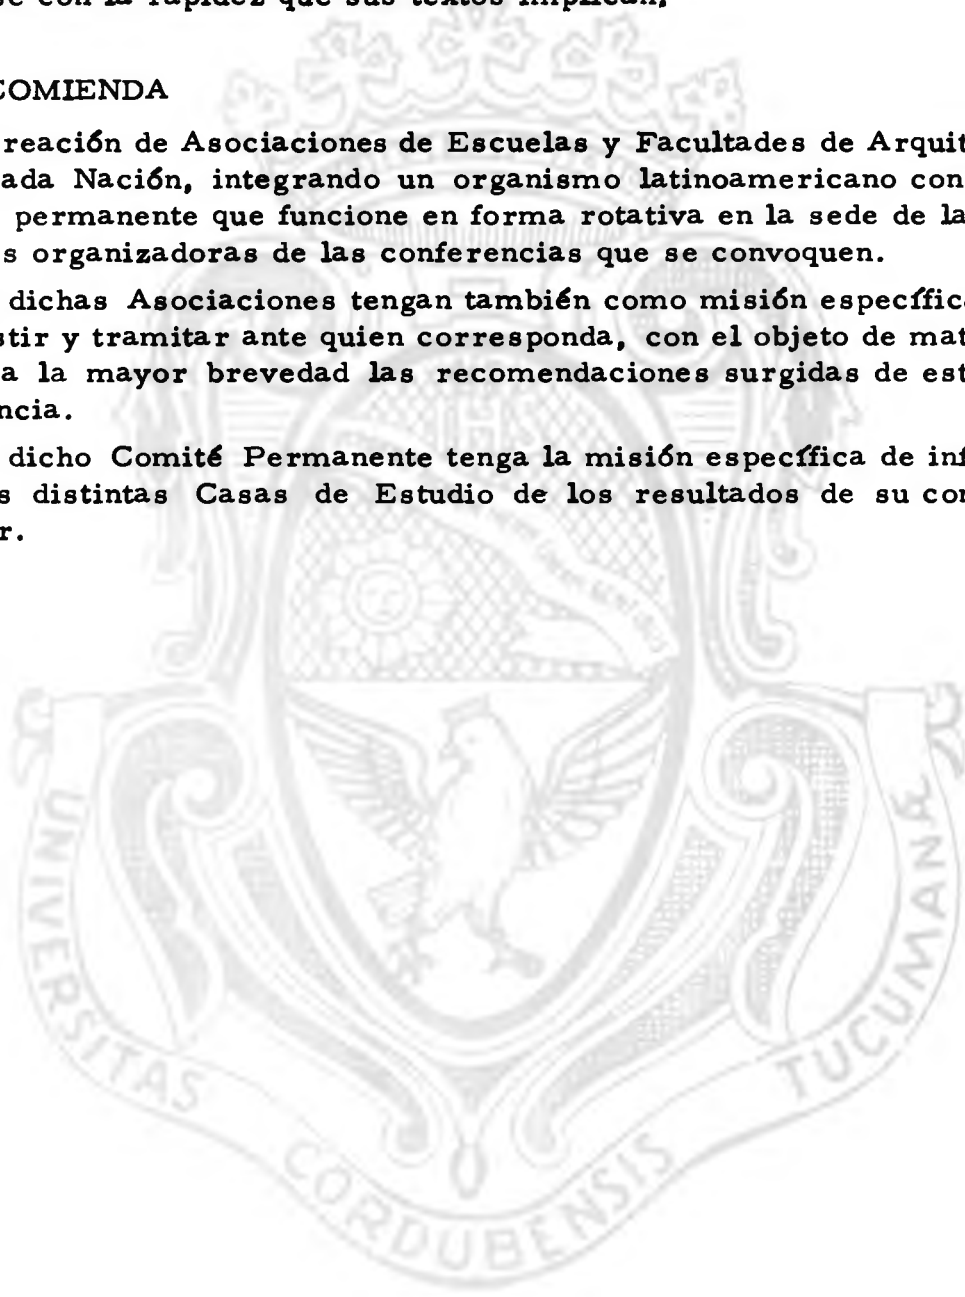 se con la rapidez que sus textos implican,
COMIENDA
reación de Asociaciones de Escuelas y Facultades de Arquit
ada Nación, integrando un organismo latinoamericano con
permanente que funcione en forma rotativa en la sede de la
s organizadoras de las conferencias que se convoquen.
dichas Asociaciones tengan también como misión específic
stir y tramitar ante quien corresponda, con el objeto de mat
a la mayor brevedad las recomendaciones surgidas de est
ncia.
dicho Comité Permanente tenga la misión específica de inf
s distintas Casas de Estudio de los resultados de su co
r.
UNIVERSITAS CORDUBENSIS TUCUMANÆ